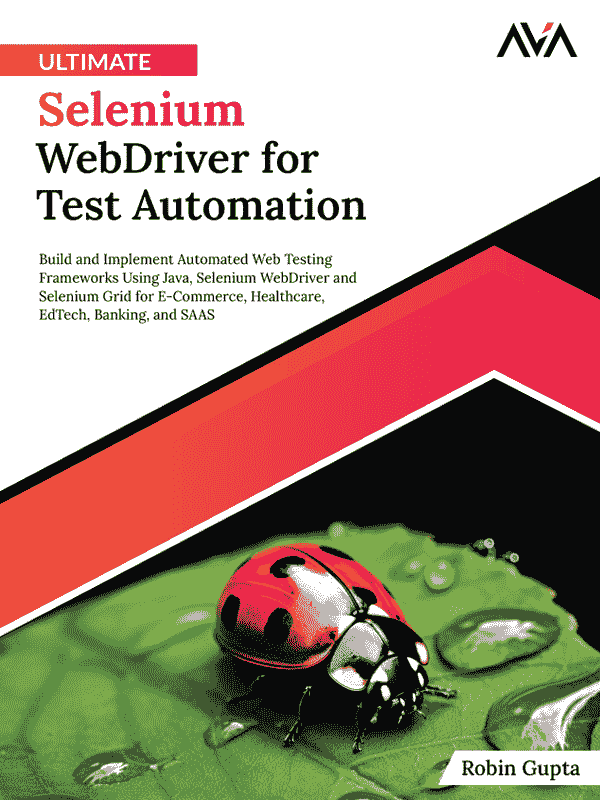 AVA
ULTIMATE
Selenium
WebDriver for
Test Automation
Build and Implement Automated Web Testing
Frameworks Using Java, Selenium WebDriver and
Selenium Grid for E-Commerce, Healthcare,
EdTech, Banking, and SAAS
Robin Gupta